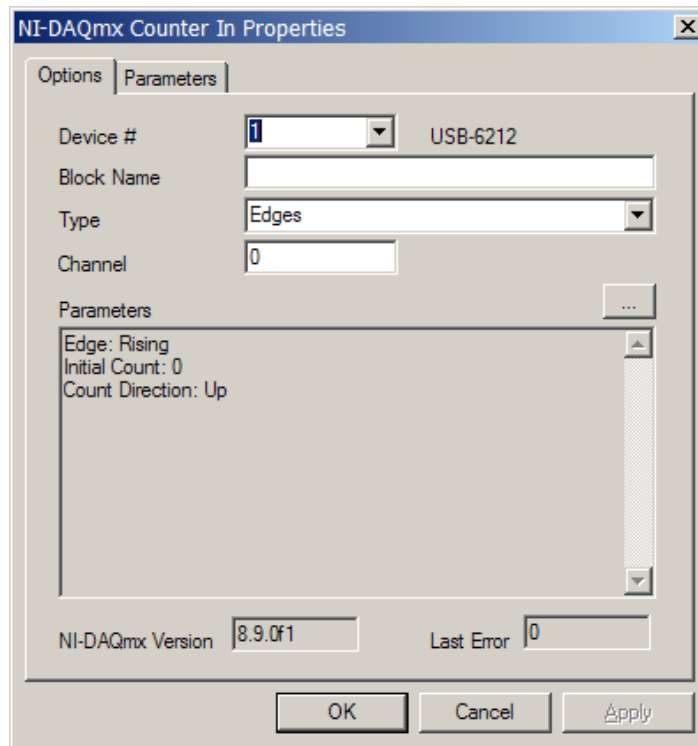 NI-DAQmx Counter In Properties
Options
Parameters
Device #
1
USB-6212
Block Name
Type
Edges
Channel
0
Parameters
...
Edge: Rising
Initial Count: 0
Count Direction: Up
NI-DAQmx Version
8.9.0f1
Last Error
0
OK
Cancel
Apply